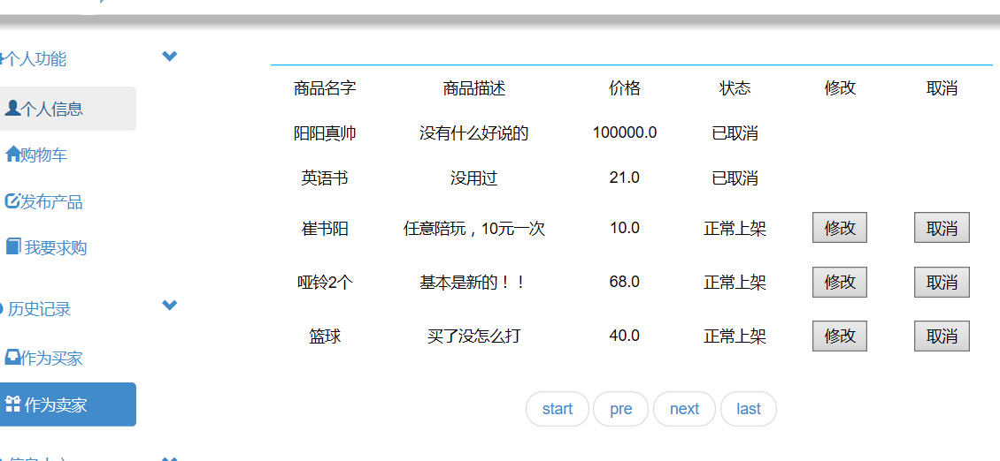 个人功能
个人信息
购物车
发布产品
我要求购
历史记录
作为买家
作为卖家
商品名字 商品描述 价格 状态 修改 取消
阳阳真帅 没有什么好说的 100000.0 已取消
英语书 没用过 21.0 已取消
崔书阳 任意陪玩，10元一次 10.0 正常上架 修改 取消
哑铃2个 基本是新的！！ 68.0 正常上架 修改 取消
篮球 买了没怎么打 40.0 正常上架 修改 取消
start pre next last